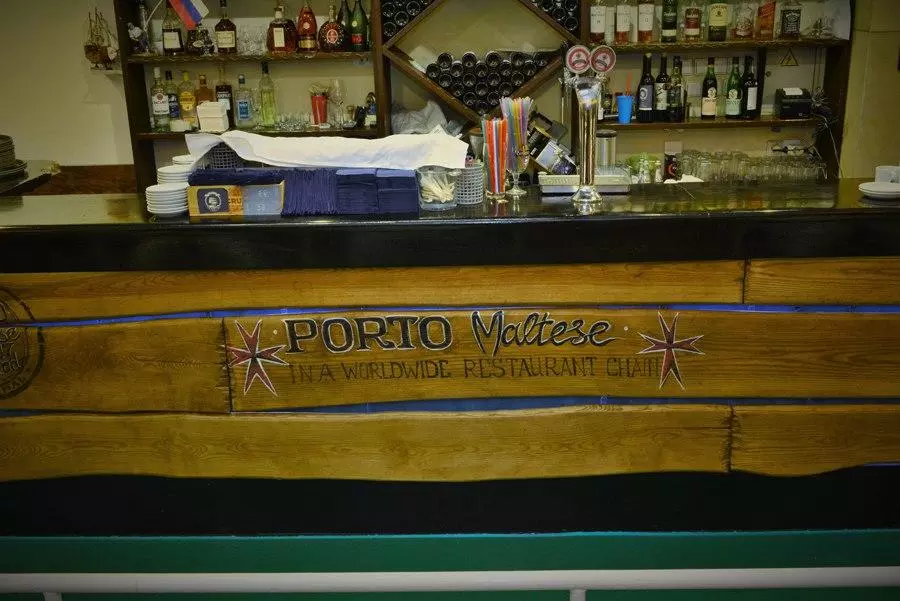 PORTO Maltese
IN A WORLDWIDE RESTAURANT CHAIN